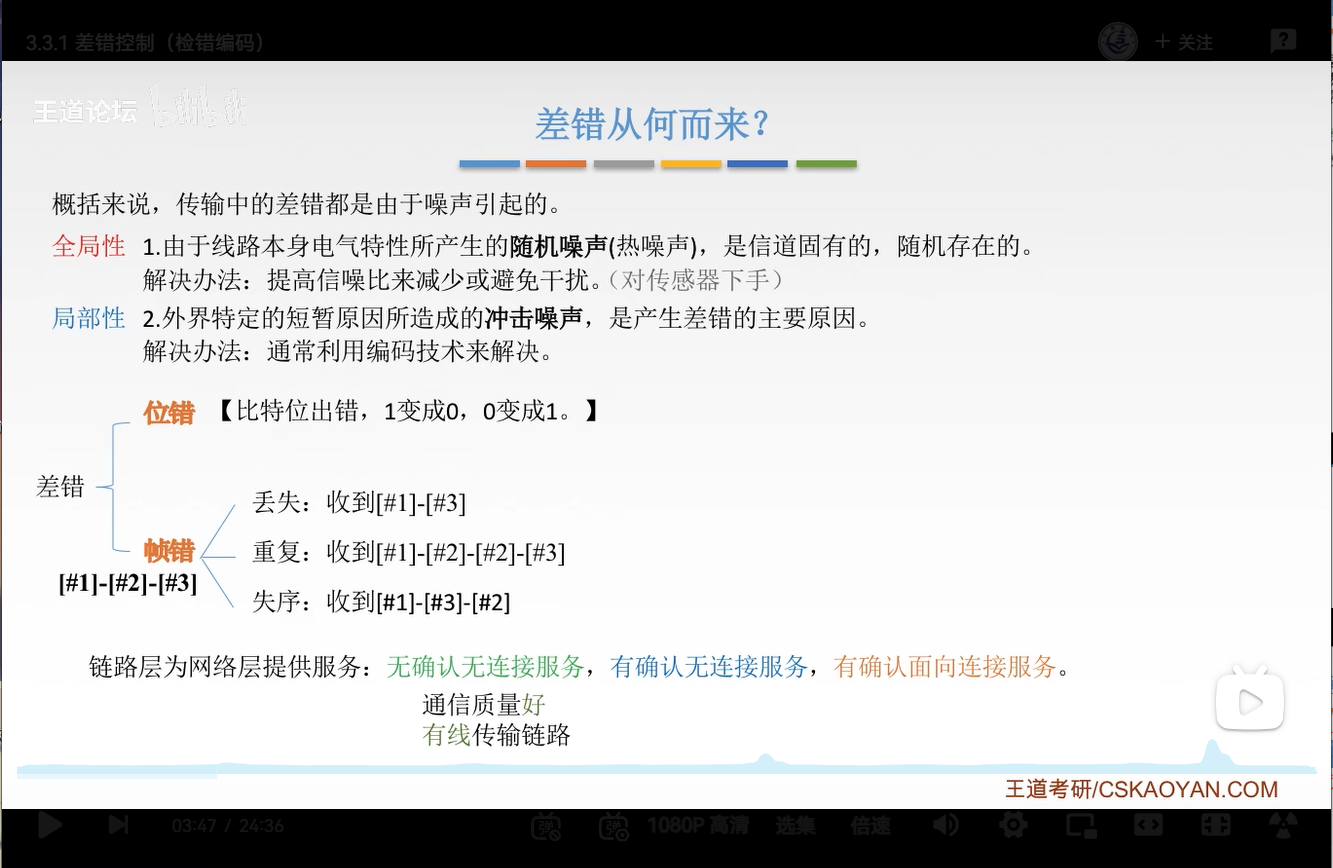 3.3.1 差错控制（检错编码）
+ 关注
王道论坛
差错从何而来？
概括来说，传输中的差错都是由于噪声引起的。
全局性 1.由于线路本身电气特性所产生的随机噪声(热噪声)，是信道固有的，随机存在的。
解决办法：提高信噪比来减少或避免干扰。（对传感器下手）
局部性 2.外界特定的短暂原因所造成的冲击噪声，是产生差错的主要原因。
解决办法：通常利用编码技术来解决。
位错 【比特位出错，1变成0，0变成1。】
差错
丢失：收到[#1]-[#3]
帧错 重复：收到[#1]-[#2]-[#2]-[#3]
[#1]-[#2]-[#3]
失序：收到[#1]-[#3]-[#2]
链路层为网络层提供服务：无确认无连接服务，有确认无连接服务，有确认面向连接服务。
通信质量好
有线传输链路
王道考研/CSKAOYAN.COM
03:47 / 24:36 弹 弹 1080P 高清 选集 倍速